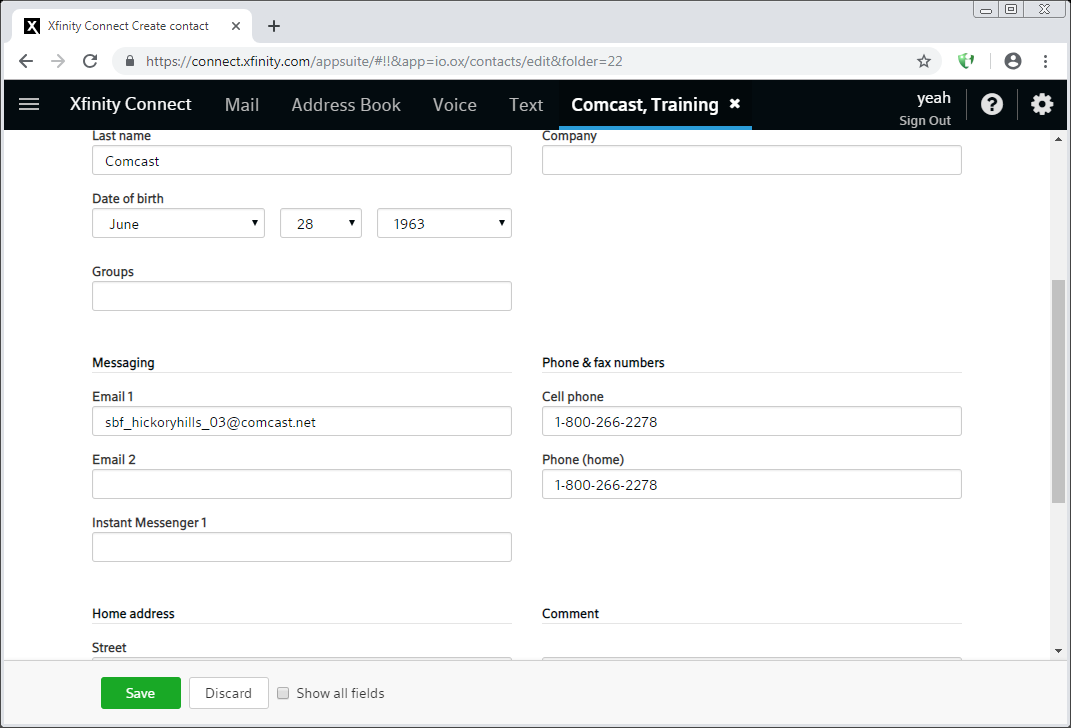 Xfinity Connect Create contact
https://connect.xfinity.com/appsuite/#!!&app=io.ox/contacts/edit&folder=22
Xfinity Connect Mail Address Book Voice Text Comcast, Training yeah
Sign Out
Last name Company
Comcast
Date of birth
June 28 1963
Groups
Messaging Phone & fax numbers
Email 1 Cell phone
sbf_hickoryhills_03@comcast.net 1-800-266-2278
Email 2 Phone (home)
1-800-266-2278
Instant Messenger 1
Home address Comment
Street
Save Discard Show all fields